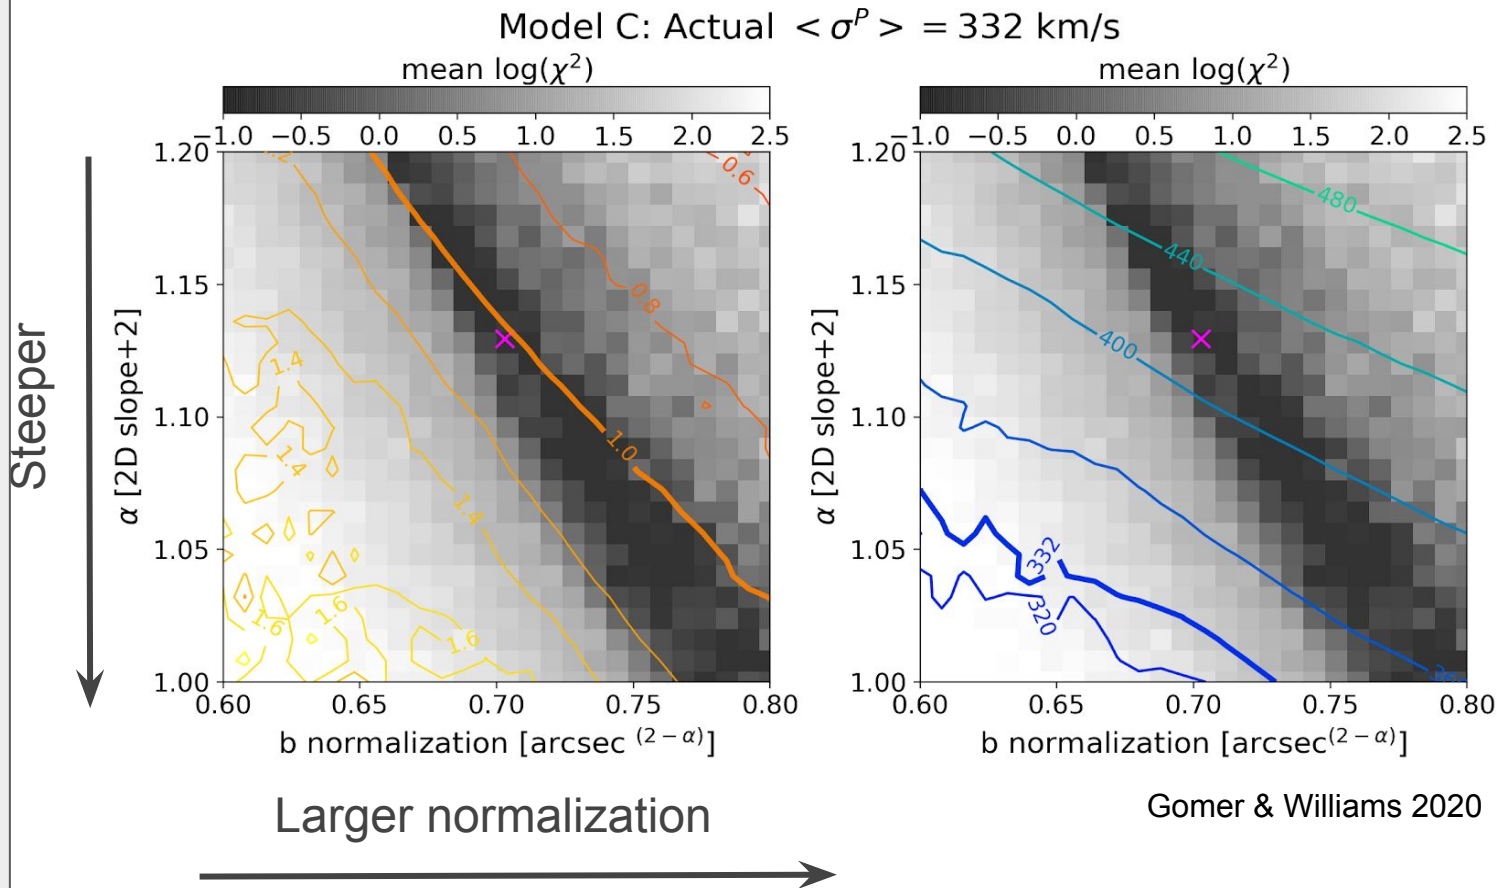 Model C: Actual < σᴾ > = 332 km/s
mean log(χ²)
−1.0 −0.5 0.0 0.5 1.0 1.5 2.0 2.5
mean log(χ²)
−1.0 −0.5 0.0 0.5 1.0 1.5 2.0 2.5
Steeper
α [2D slope+2]
1.20
1.15
1.10
1.05
1.00
0.6
0.8
1.0
1.4
1.4
1.4
1.6
1.6
1.6
0.60 0.65 0.70 0.75 0.80
b normalization [arcsec ⁽²⁻ᵅ⁾]
α [2D slope+2]
1.20
1.15
1.10
1.05
1.00
480
440
400
332
320
0.60 0.65 0.70 0.75 0.80
b normalization [arcsec⁽²⁻ᵅ⁾]
Larger normalization
Gomer & Williams 2020